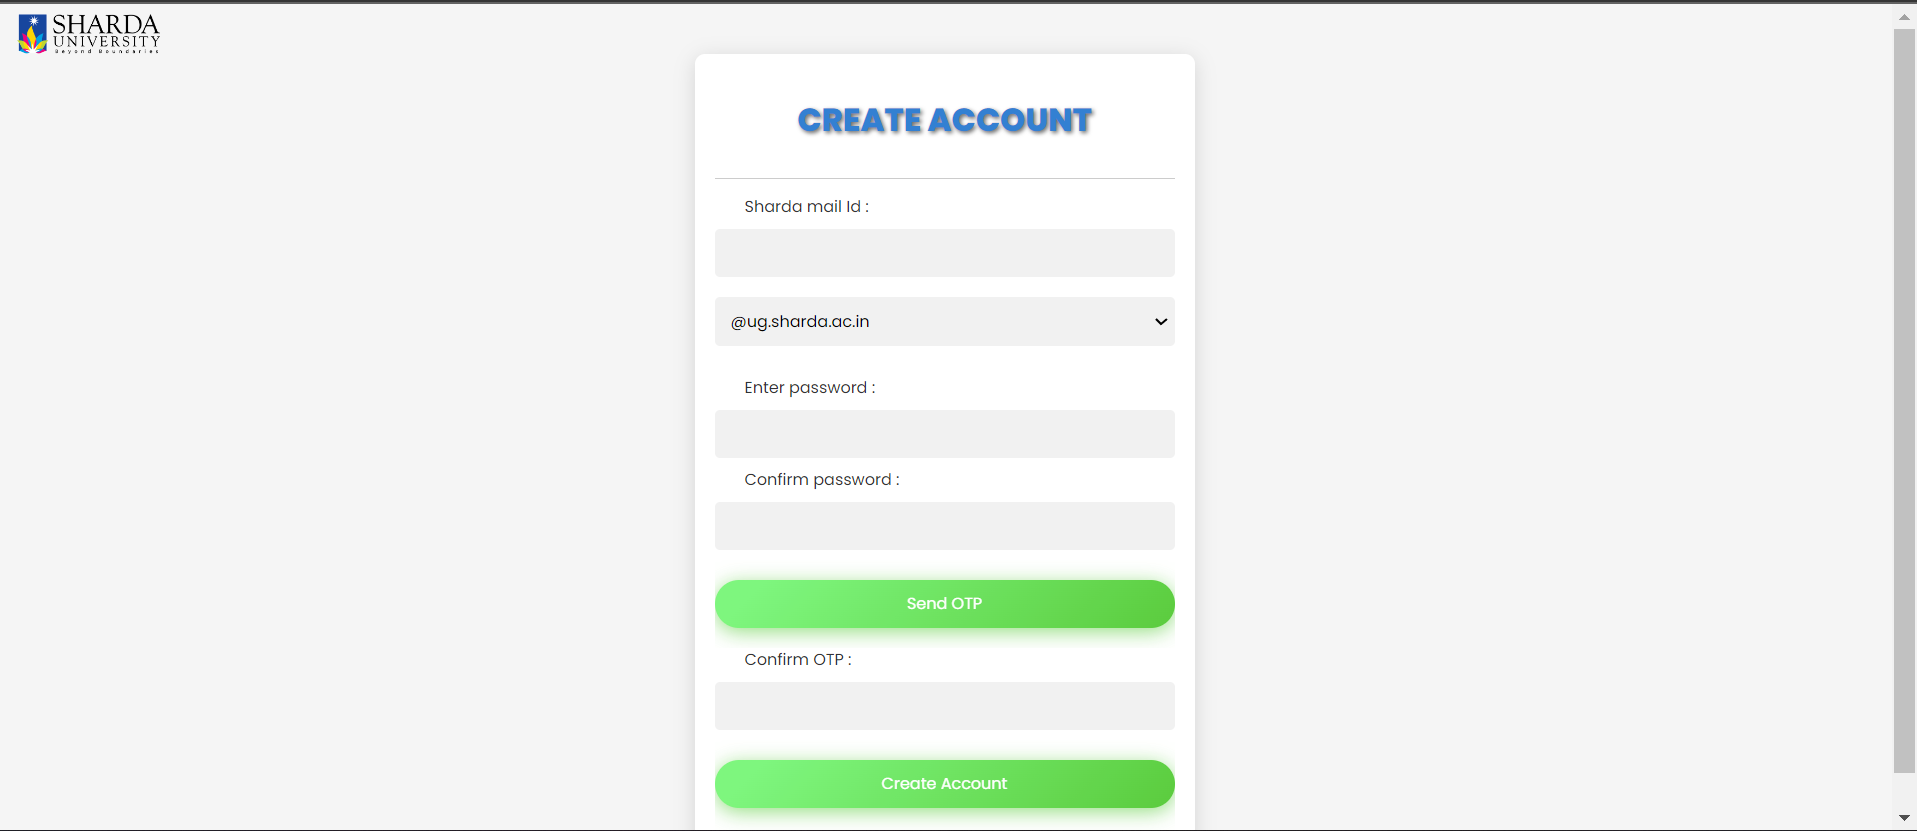 SHARDA
UNIVERSITY
Beyond Boundaries
CREATE ACCOUNT
Sharda mail Id :
@ug.sharda.ac.in
Enter password :
Confirm password :
Send OTP
Confirm OTP :
Create Account